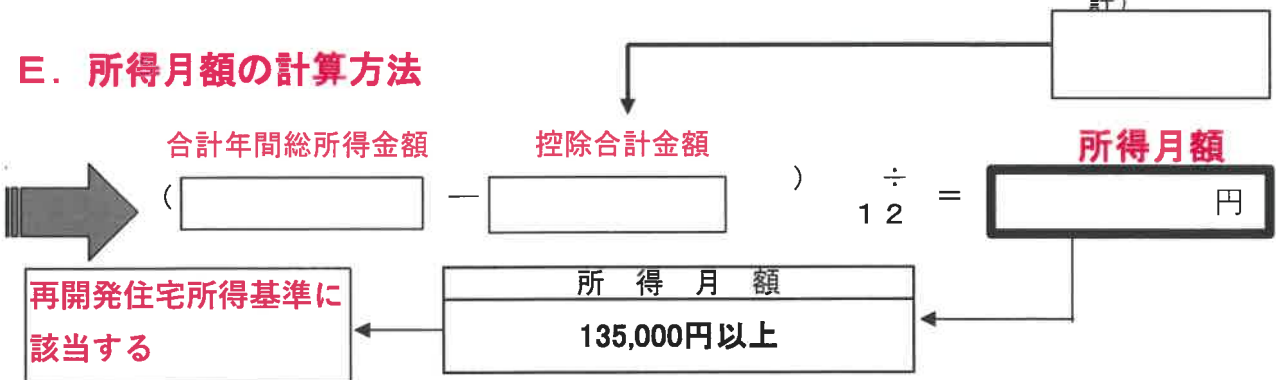 計)
E. 所得月額の計算方法
合計年間総所得金額
控除合計金額
所得月額
( — ) ÷ 12 = 円
所得月額
135,000円以上
再開発住宅所得基準に
該当する